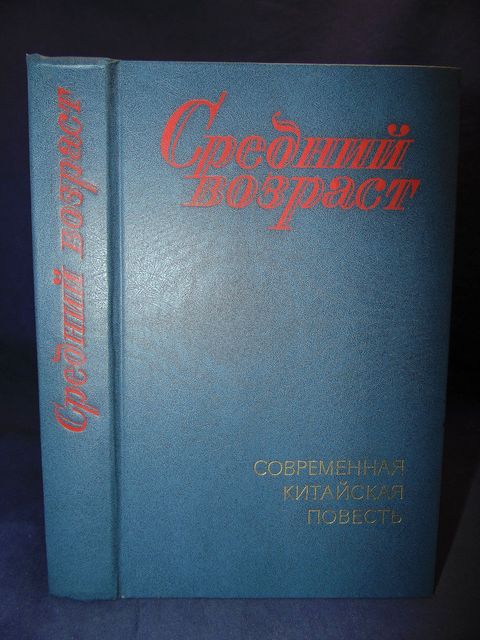 Средний возраст
Средний
возраст
СОВРЕМЕННАЯ
КИТАЙСКАЯ
ПОВЕСТЬ